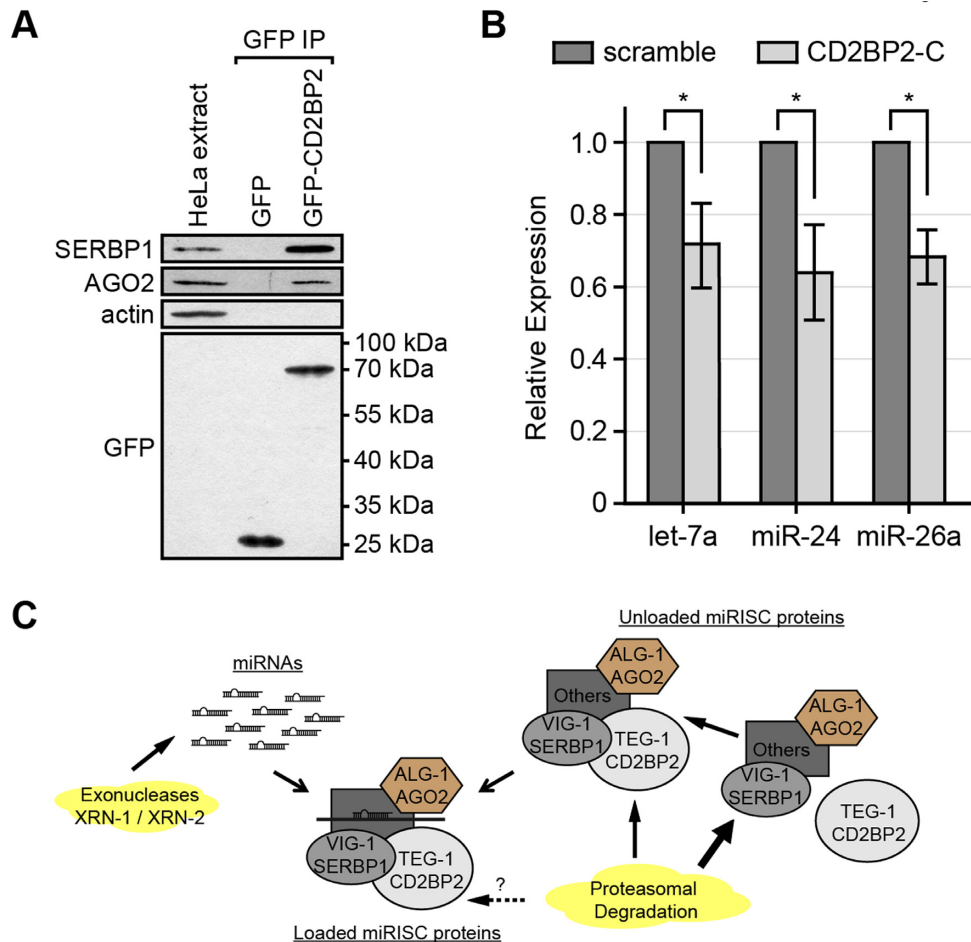 A
GFP IP
HeLa extract
GFP
GFP-CD2BP2
SERBP1
AGO2
actin
GFP
100 kDa
70 kDa
55 kDa
40 kDa
35 kDa
25 kDa
B
scramble
CD2BP2-C
*
*
*
Relative Expression
1.0
0.8
0.6
0.4
0.2
0
let-7a
miR-24
miR-26a
C
miRNAs
Exonucleases
XRN-1 / XRN-2
ALG-1
AGO2
VIG-1
SERBP1
TEG-1
CD2BP2
Loaded miRISC proteins
Unloaded miRISC proteins
ALG-1
AGO2
Others
VIG-1
SERBP1
TEG-1
CD2BP2
ALG-1
AGO2
Others
VIG-1
SERBP1
TEG-1
CD2BP2
?
Proteasomal
Degradation